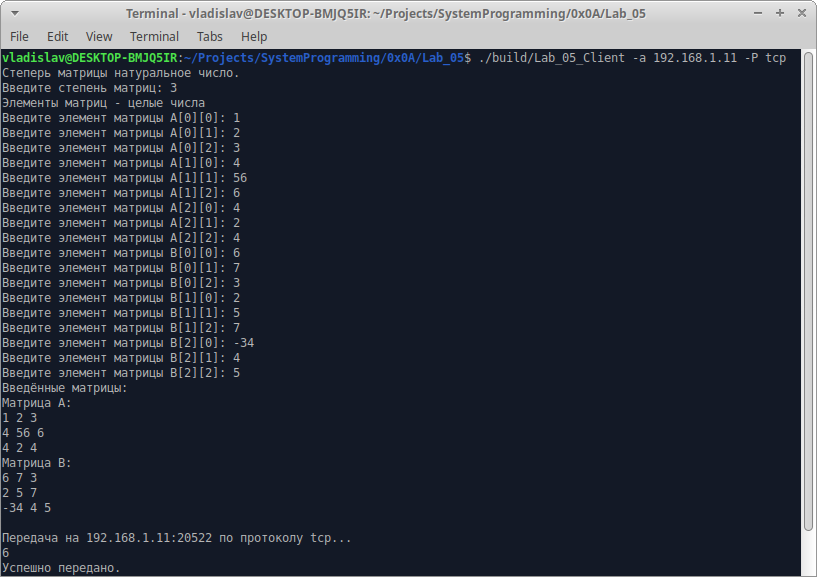 Terminal - vladislav@DESKTOP-BMJQ5IR: ~/Projects/SystemProgramming/0x0A/Lab_05
File Edit View Terminal Tabs Help
vladislav@DESKTOP-BMJQ5IR:~/Projects/SystemProgramming/0x0A/Lab_05$ ./build/Lab_05_Client -a 192.168.1.11 -P tcp
Степерь матрицы натуральное число.
Введите степень матриц: 3
Элементы матриц - целые числа
Введите элемент матрицы A[0][0]: 1
Введите элемент матрицы A[0][1]: 2
Введите элемент матрицы A[0][2]: 3
Введите элемент матрицы A[1][0]: 4
Введите элемент матрицы A[1][1]: 56
Введите элемент матрицы A[1][2]: 6
Введите элемент матрицы A[2][0]: 4
Введите элемент матрицы A[2][1]: 2
Введите элемент матрицы A[2][2]: 4
Введите элемент матрицы B[0][0]: 6
Введите элемент матрицы B[0][1]: 7
Введите элемент матрицы B[0][2]: 3
Введите элемент матрицы B[1][0]: 2
Введите элемент матрицы B[1][1]: 5
Введите элемент матрицы B[1][2]: 7
Введите элемент матрицы B[2][0]: -34
Введите элемент матрицы B[2][1]: 4
Введите элемент матрицы B[2][2]: 5
Введённые матрицы:
Матрица A:
1 2 3
4 56 6
4 2 4
Матрица B:
6 7 3
2 5 7
-34 4 5
Передача на 192.168.1.11:20522 по протоколу tcp...
6
Успешно передано.